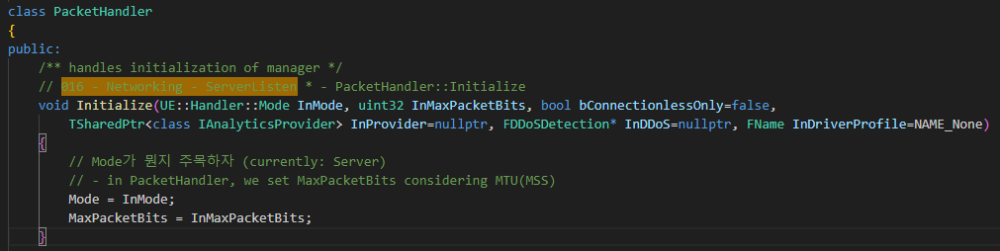 class PacketHandler
{
public:
/** handles initialization of manager */
// 016 - Networking - ServerListen * - PacketHandler::Initialize
void Initialize(UE::Handler::Mode InMode, uint32 InMaxPacketBits, bool bConnectionlessOnly=false,
TSharedPtr<class IAnalyticsProvider> InProvider=nullptr, FDDoSDetection* InDDoS=nullptr, FName InDriverProfile=NAME_None)
{
// Mode가 뭔지 주목하자 (currently: Server)
// - in PacketHandler, we set MaxPacketBits considering MTU(MSS)
Mode = InMode;
MaxPacketBits = InMaxPacketBits;
}